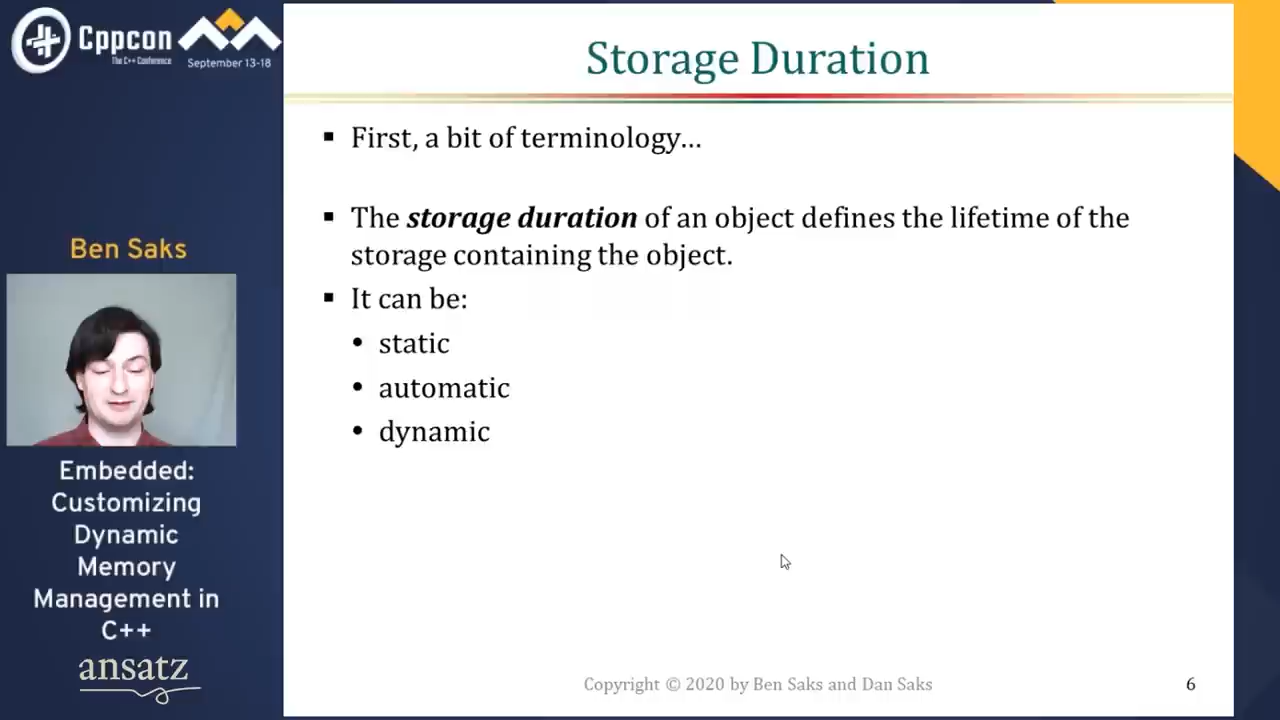 Cppcon
The C++ Conference
September 13-18
Ben Saks
Embedded:
Customizing
Dynamic
Memory
Management in
C++
ansatz
Storage Duration
▪ First, a bit of terminology…
▪ The storage duration of an object defines the lifetime of the
storage containing the object.
▪ It can be:
• static
• automatic
• dynamic
Copyright © 2020 by Ben Saks and Dan Saks
6